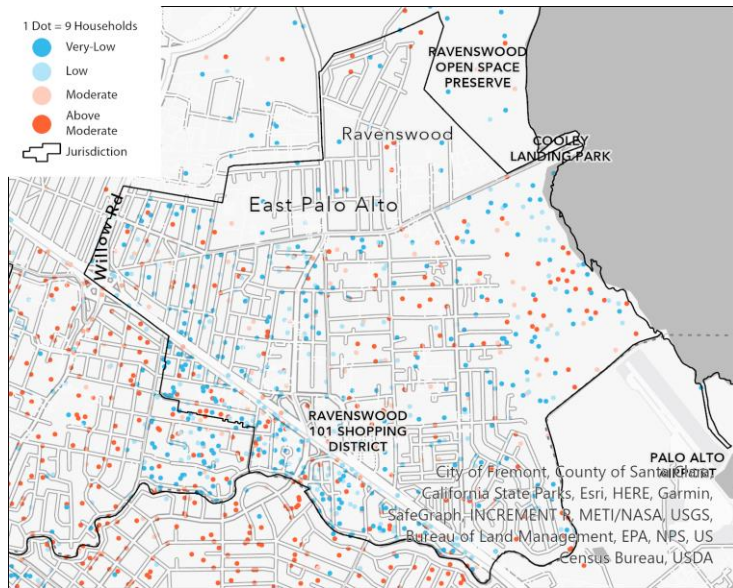 1 Dot = 9 Households
Very-Low
Low
Moderate
Above
Moderate
Jurisdiction
RAVENSWOOD
OPEN SPACE
PRESERVE
Ravenswood
COOLEY
LANDING PARK
Willow Rd
East Palo Alto
RAVENSWOOD
101 SHOPPING
DISTRICT
PALO ALTO
AIRPORT
City of Fremont, County of Santa Clara,
California State Parks, Esri, HERE, Garmin,
SafeGraph, INCREMENT P, METI/NASA, USGS,
Bureau of Land Management, EPA, NPS, US
Census Bureau, USDA